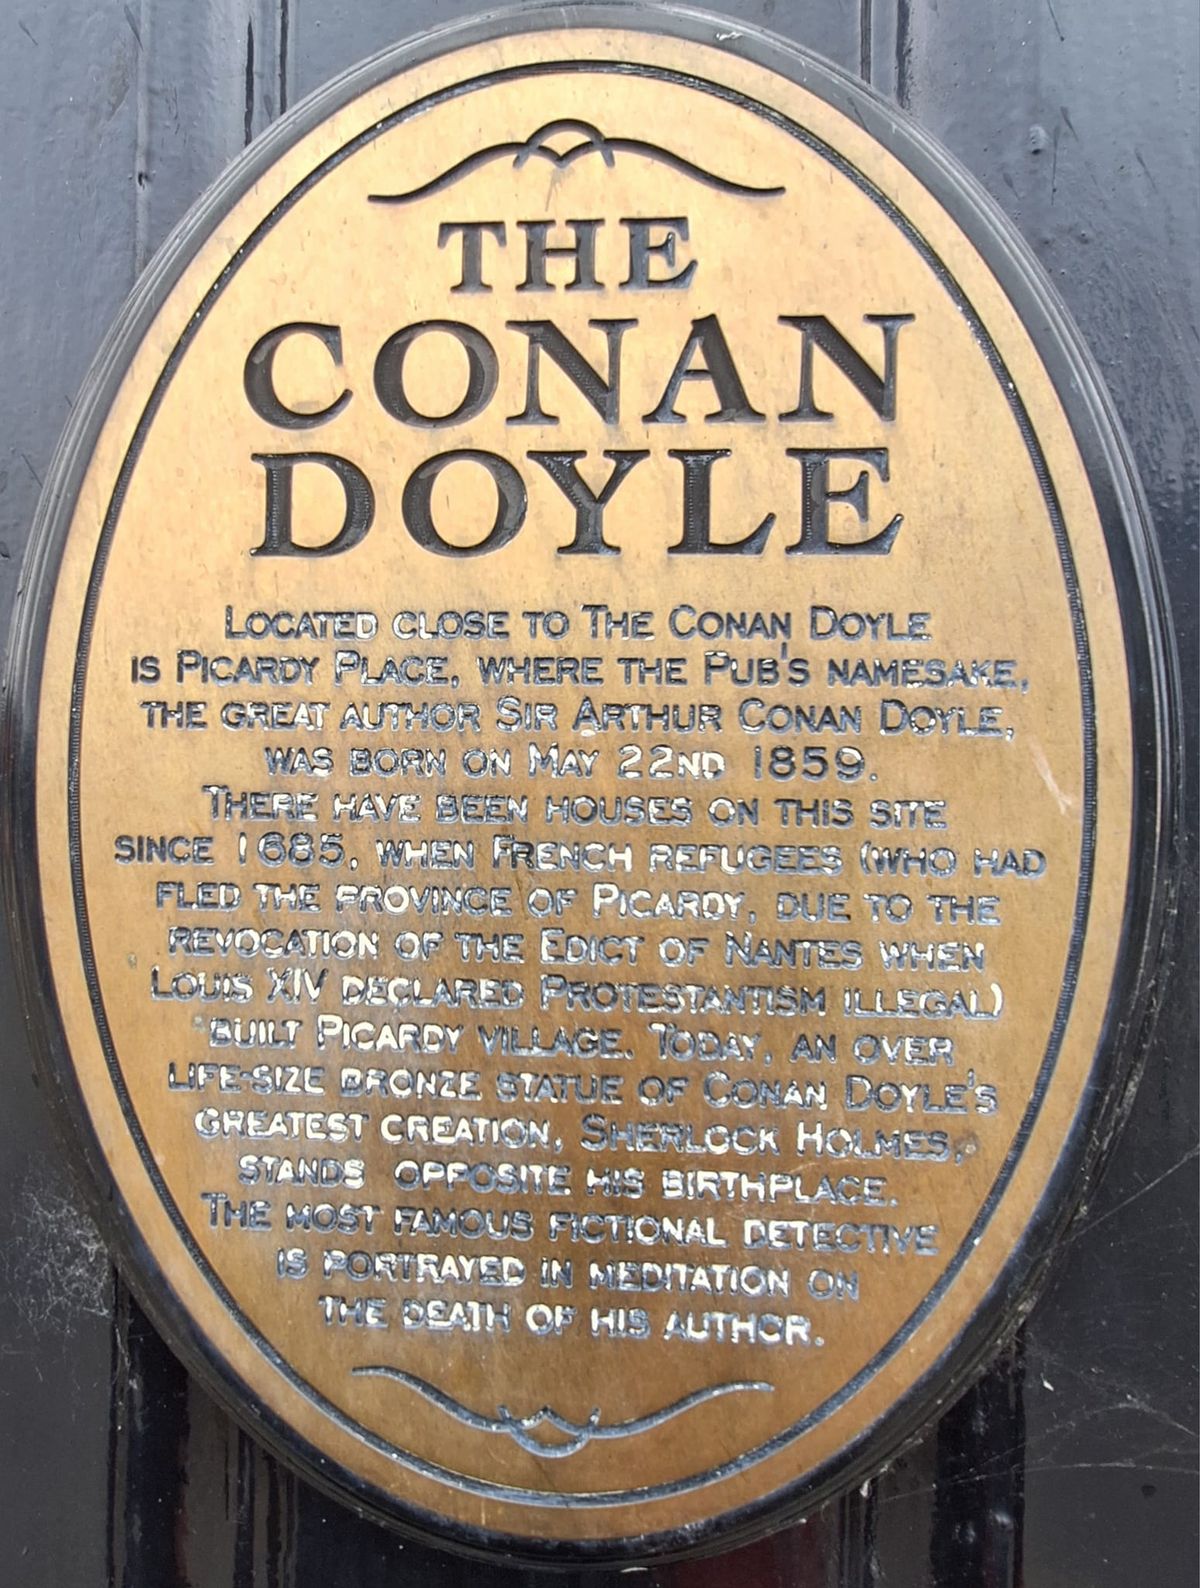 THE
CONAN
DOYLE
LOCATED CLOSE TO THE CONAN DOYLE
IS PICARDY PLACE, WHERE THE PUB'S NAMESAKE,
THE GREAT AUTHOR SIR ARTHUR CONAN DOYLE,
WAS BORN ON MAY 22ND 1859.
THERE HAVE BEEN HOUSES ON THIS SITE
SINCE 1685, WHEN FRENCH REFUGEES (WHO HAD
FLED THE PROVINCE OF PICARDY, DUE TO THE
REVOCATION OF THE EDICT OF NANTES WHEN
LOUIS XIV DECLARED PROTESTANTISM ILLEGAL)
BUILT PICARDY VILLAGE. TODAY, AN OVER
LIFE-SIZE BRONZE STATUE OF CONAN DOYLE'S
GREATEST CREATION, SHERLOCK HOLMES,
STANDS OPPOSITE HIS BIRTHPLACE.
THE MOST FAMOUS FICTIONAL DETECTIVE
IS PORTRAYED IN MEDITATION ON
THE DEATH OF HIS AUTHOR.